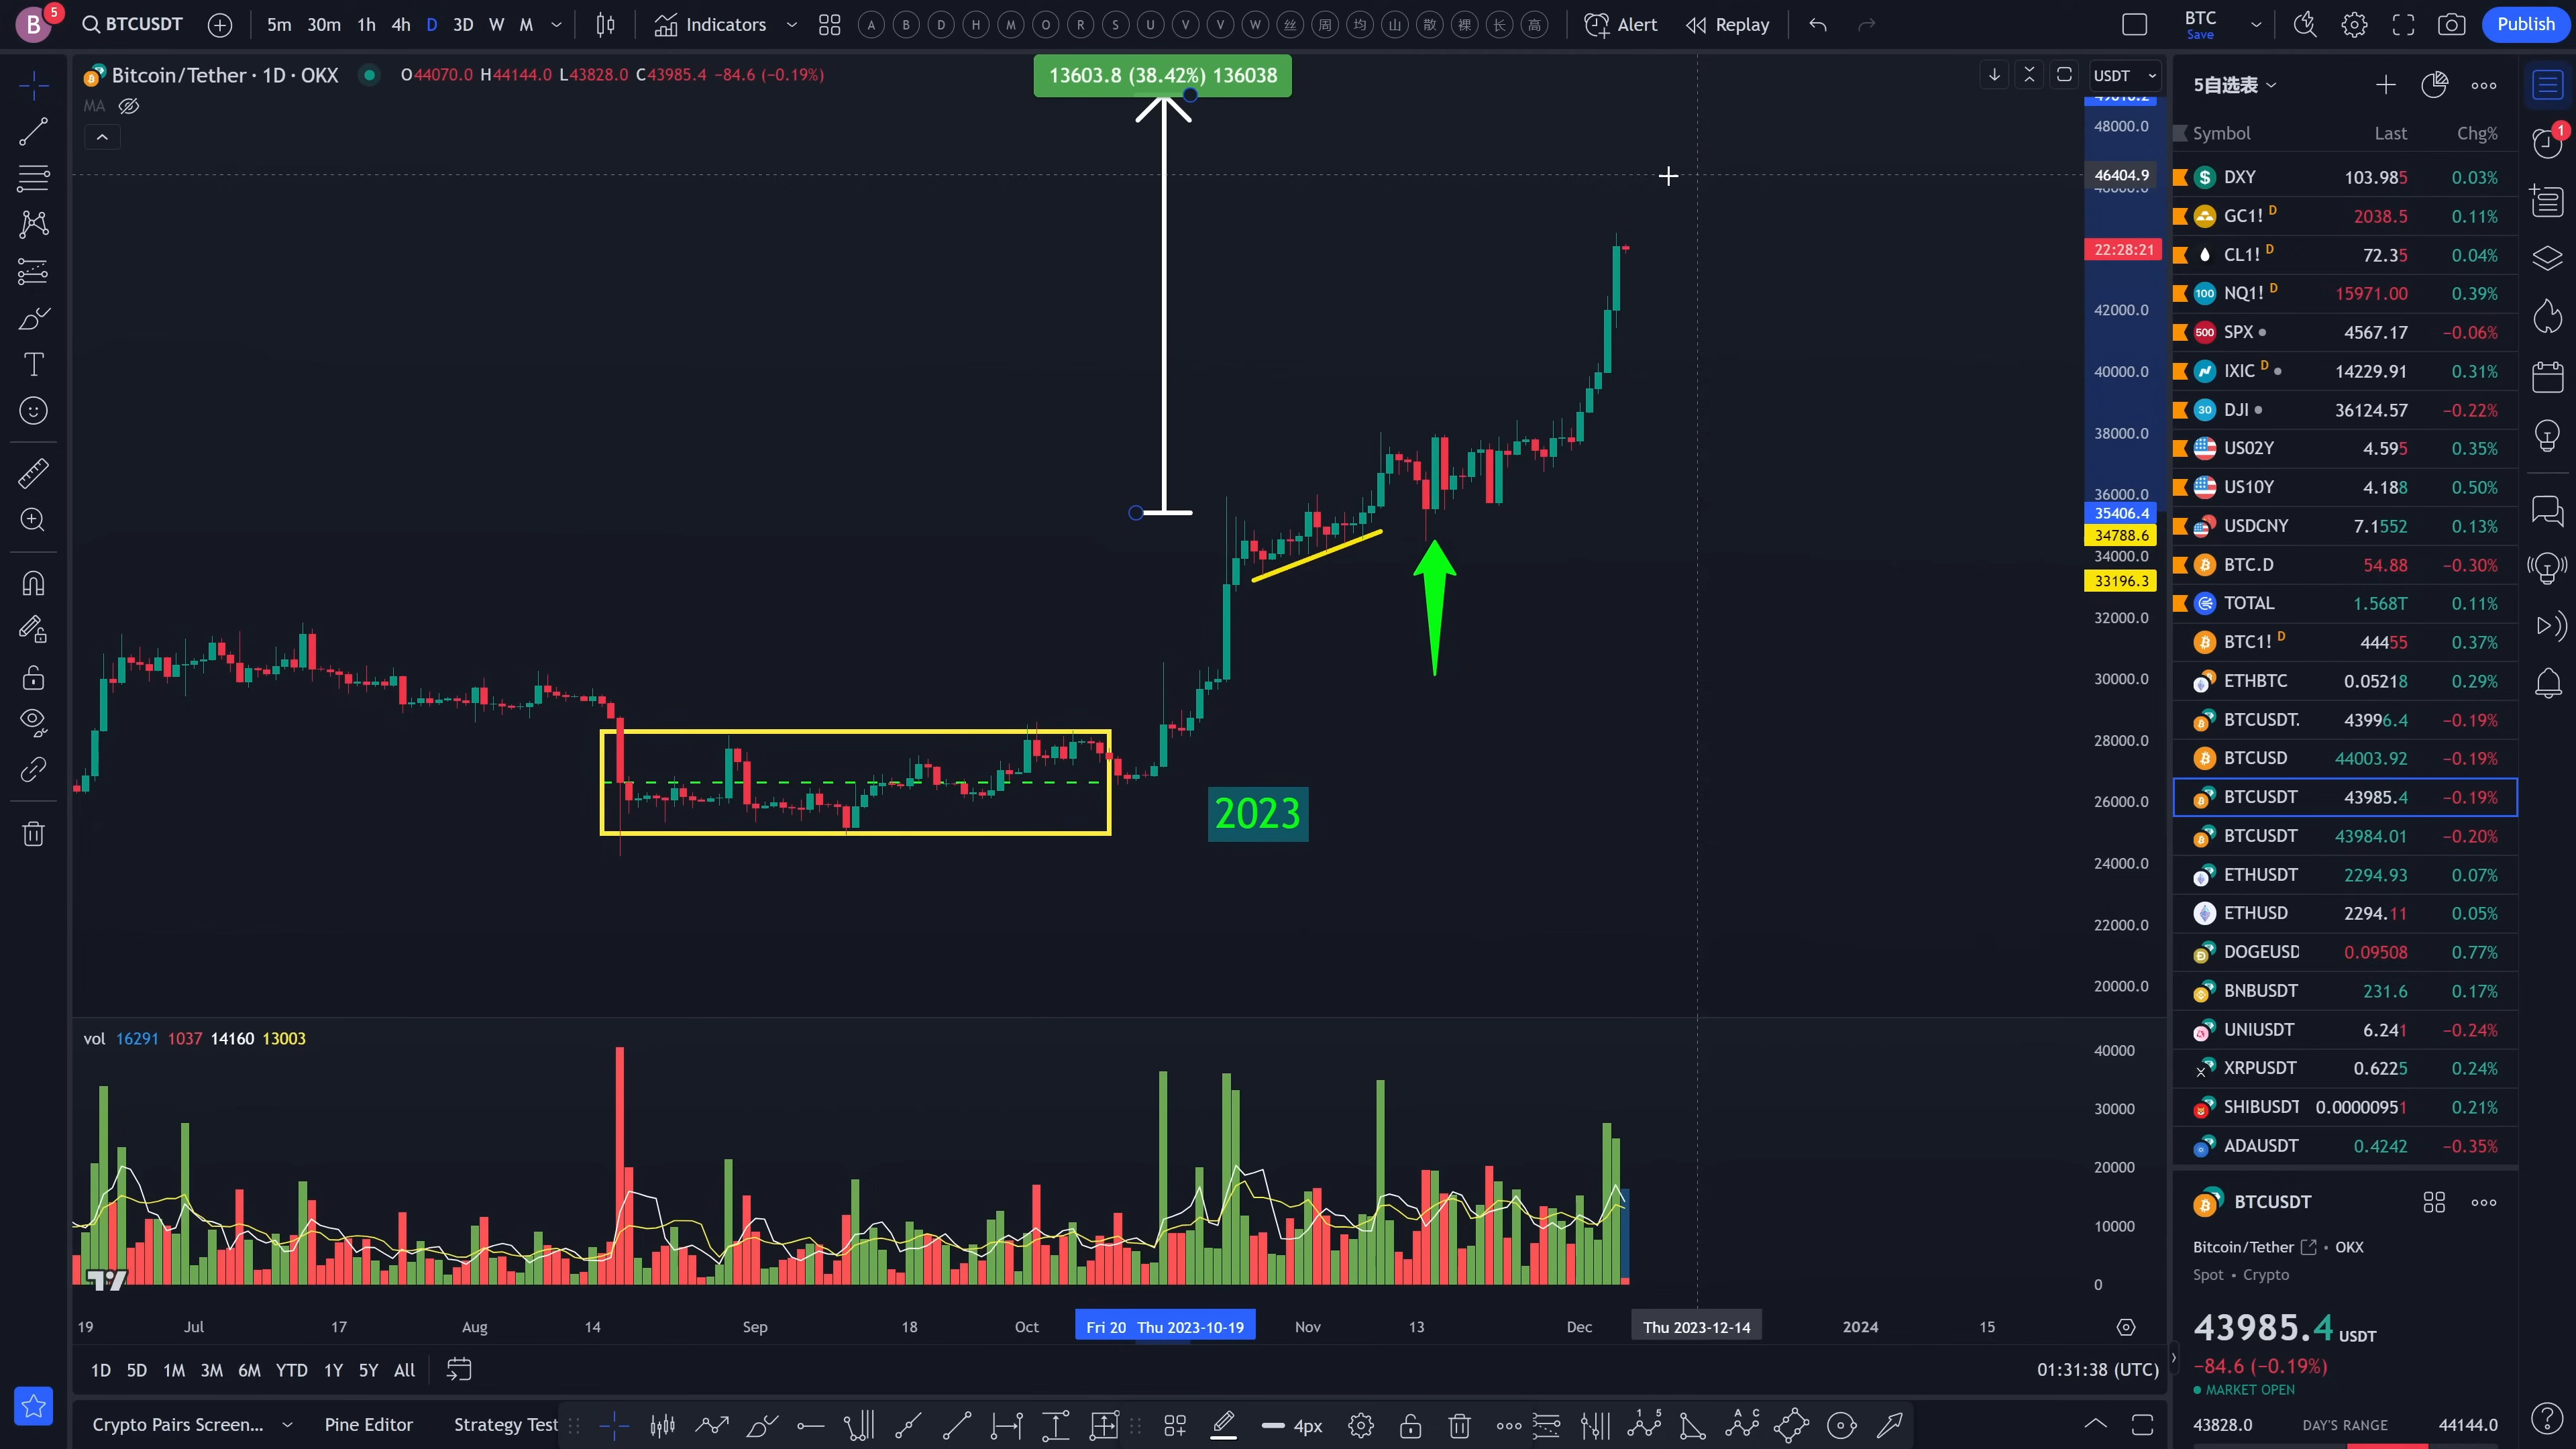 B 5 BTCUSDT 5m 30m 1h 4h D 3D W M Indicators A B D H M O R S U V V W 丝 周 均 山 散 裸 长 高 Alert Replay BTC Save Publish
Bitcoin/Tether · 1D · OKX O44070.0 H44144.0 L43828.0 C43985.4 −84.6 (−0.19%)
MA
13603.8 (38.42%) 136038
USDT
48000.0
46404.9
22:28:21
42000.0
40000.0
38000.0
36000.0
35406.4
34788.6
34000.0
33196.3
32000.0
30000.0
28000.0
26000.0
24000.0
22000.0
20000.0
2023
vol 16291 1037 14160 13003
40000
30000
20000
10000
0
19 Jul 17 Aug 14 Sep 18 Oct Fri 20 Thu 2023-10-19 Nov 13 Dec Thu 2023-12-14 2024 15
1D 5D 1M 3M 6M YTD 1Y 5Y All 01:31:38 (UTC)
Crypto Pairs Screen... Pine Editor Strategy Test 4px
5自选表
Symbol Last Chg%
DXY 103.985 0.03%
GC1! D 2038.5 0.11%
CL1! D 72.35 0.04%
100 NQ1! D 15971.00 0.39%
500 SPX 4567.17 −0.06%
IXIC D 14229.91 0.31%
30 DJI 36124.57 −0.22%
US02Y 4.595 0.35%
US10Y 4.188 0.50%
USDCNY 7.1552 0.13%
BTC.D 54.88 −0.30%
TOTAL 1.568T 0.11%
BTC1! D 44455 0.37%
ETHBTC 0.05218 0.29%
BTCUSDT. 43996.4 −0.19%
BTCUSD 44003.92 −0.19%
BTCUSDT 43985.4 −0.19%
BTCUSDT 43984.01 −0.20%
ETHUSDT 2294.93 0.07%
ETHUSD 2294.11 0.05%
DOGEUSD 0.09508 0.77%
BNBUSDT 231.6 0.17%
UNIUSDT 6.241 −0.24%
XRPUSDT 0.6225 0.24%
SHIBUSDT 0.00000951 0.21%
ADAUSDT 0.4242 −0.35%
BTCUSDT
Bitcoin/Tether • OKX
Spot • Crypto
43985.4 USDT
−84.6 (−0.19%)
MARKET OPEN
43828.0 DAY'S RANGE 44144.0
1